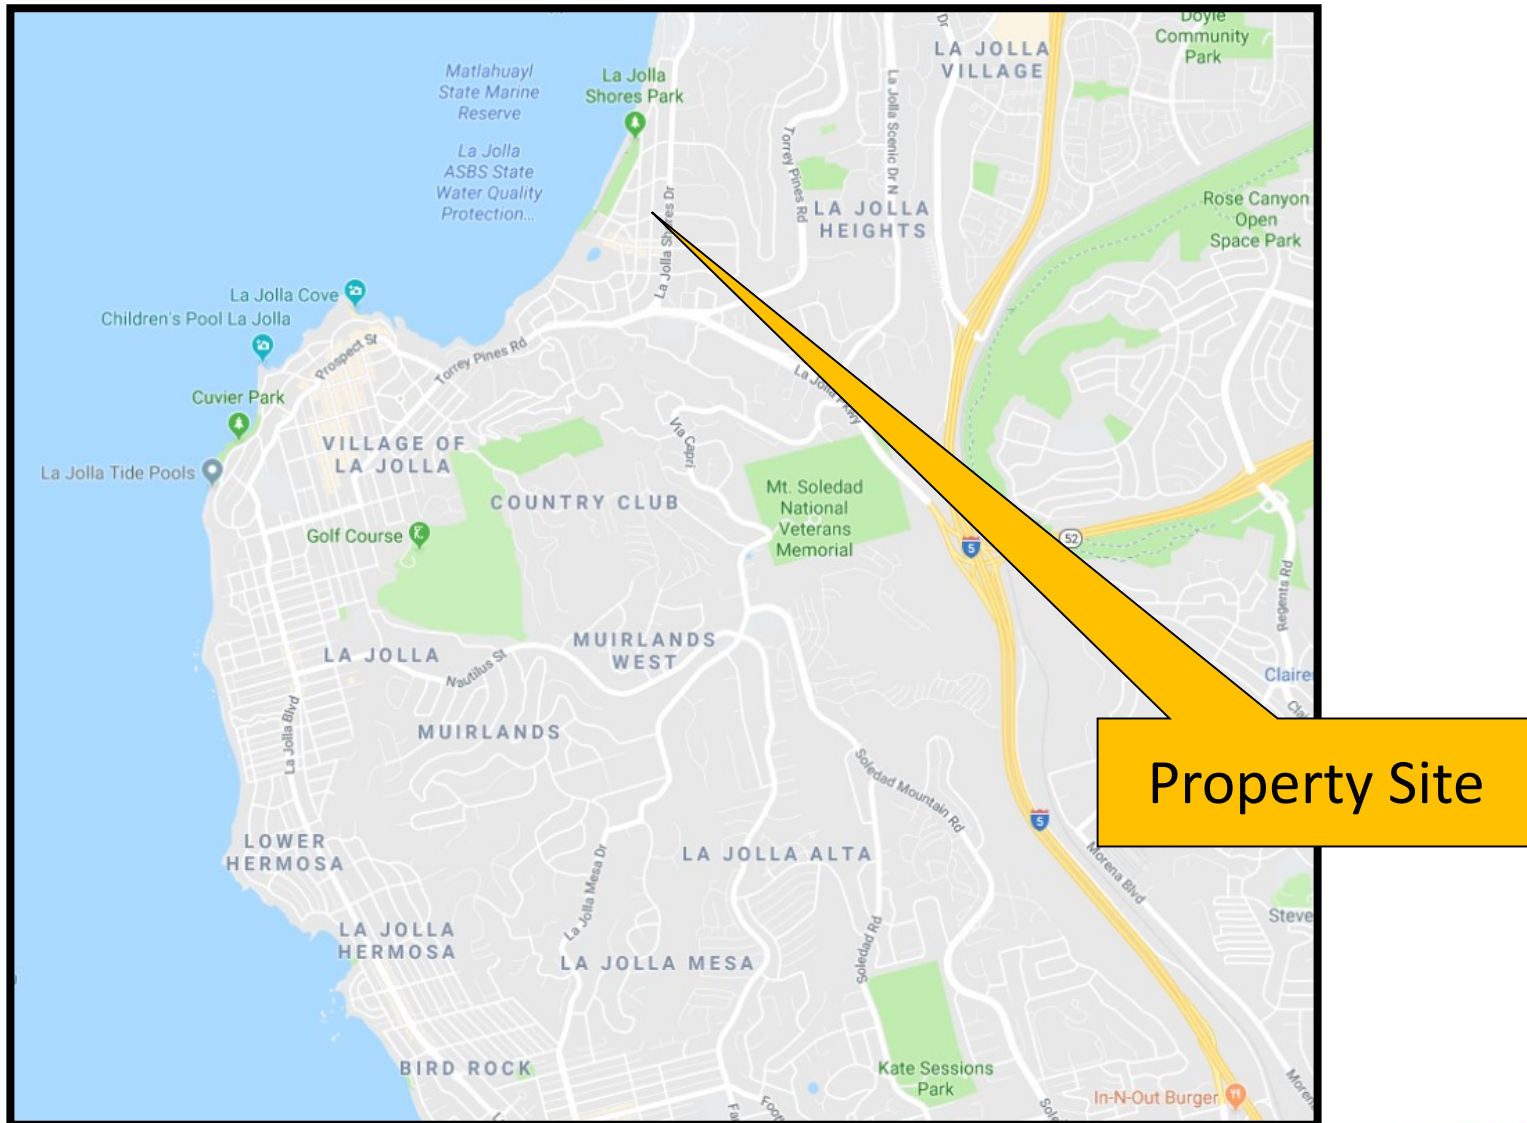 Doyle
Community
Park
Dr
LA JOLLA
VILLAGE
Matlahuayl
State Marine
Reserve
La Jolla
Shores Park
La Jolla Scenic Dr N
Torrey Pines Rd
La Jolla
ASBS State
Water Quality
Protection...
Rose Canyon
Open
Space Park
LA JOLLA
HEIGHTS
La Jolla Shores Dr
La Jolla Cove
Children's Pool La Jolla
Prospect St
Torrey Pines Rd
La Jolla Pkwy
Cuvier Park
Via Capri
VILLAGE OF
LA JOLLA
La Jolla Tide Pools
COUNTRY CLUB
Mt. Soledad
National
Veterans
Memorial
Golf Course
5
52
Regents Rd
MUIRLANDS
WEST
LA JOLLA
Nautilus St
Claire
Cla
La Jolla Blvd
MUIRLANDS
Property Site
Soledad Mountain Rd
5
LOWER
HERMOSA
LA JOLLA ALTA
La Jolla Mesa Dr
Morena Blvd
Steve
LA JOLLA
HERMOSA
Soledad Rd
LA JOLLA MESA
BIRD ROCK
Kate Sessions
Park
In-N-Out Burger
Moren
Fa
Foot
Sole
L